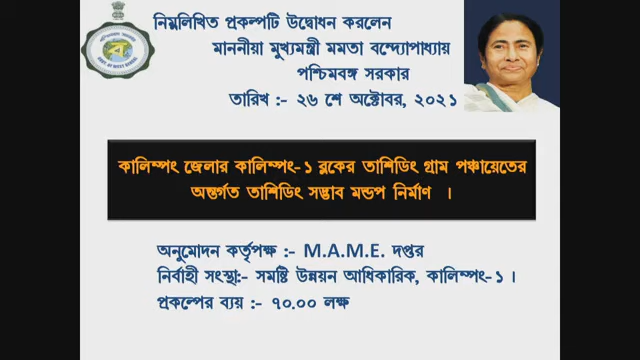 নিম্নলিখিত প্রকল্পটি উদ্বোধন করলেন
মাননীয়া মুখ্যমন্ত্রী মমতা বন্দ্যোপাধ্যায়
পশ্চিমবঙ্গ সরকার
তারিখ :- ২৬ শে অক্টোবর, ২০২১
কালিম্পং জেলার কালিম্পং-১ ব্লকের তাশিডিং গ্রাম পঞ্চায়েতের
অন্তর্গত তাশিডিং সদ্ভাব মন্ডপ নির্মাণ ।
অনুমোদন কর্তৃপক্ষ :- M.A.M.E. দপ্তর
নির্বাহী সংস্থা:- সমষ্টি উন্নয়ন আধিকারিক, কালিম্পং-১ ।
প্রকল্পের ব্যয় :- ৭০.০০ লক্ষ